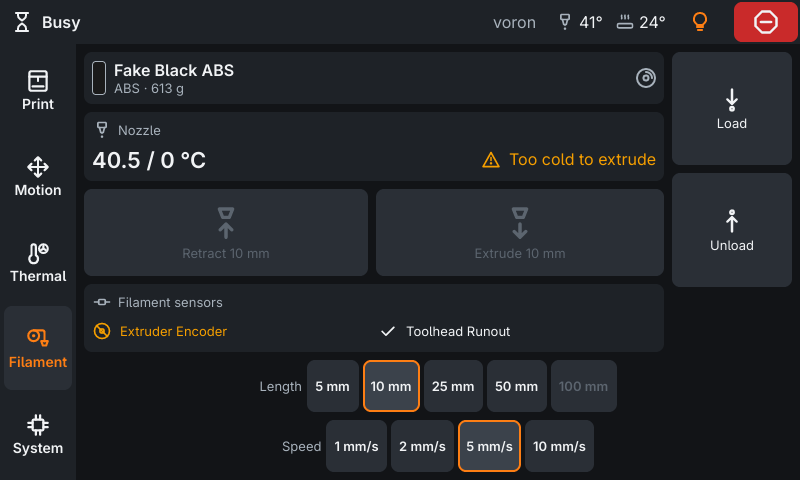 Busy
voron
41°
24°
Print
Motion
Thermal
Filament
System
Fake Black ABS
ABS · 613 g
Nozzle
40.5 / 0 °C
Too cold to extrude
Retract 10 mm
Extrude 10 mm
Filament sensors
Extruder Encoder
Toolhead Runout
Length
5 mm
10 mm
25 mm
50 mm
100 mm
Speed
1 mm/s
2 mm/s
5 mm/s
10 mm/s
Load
Unload